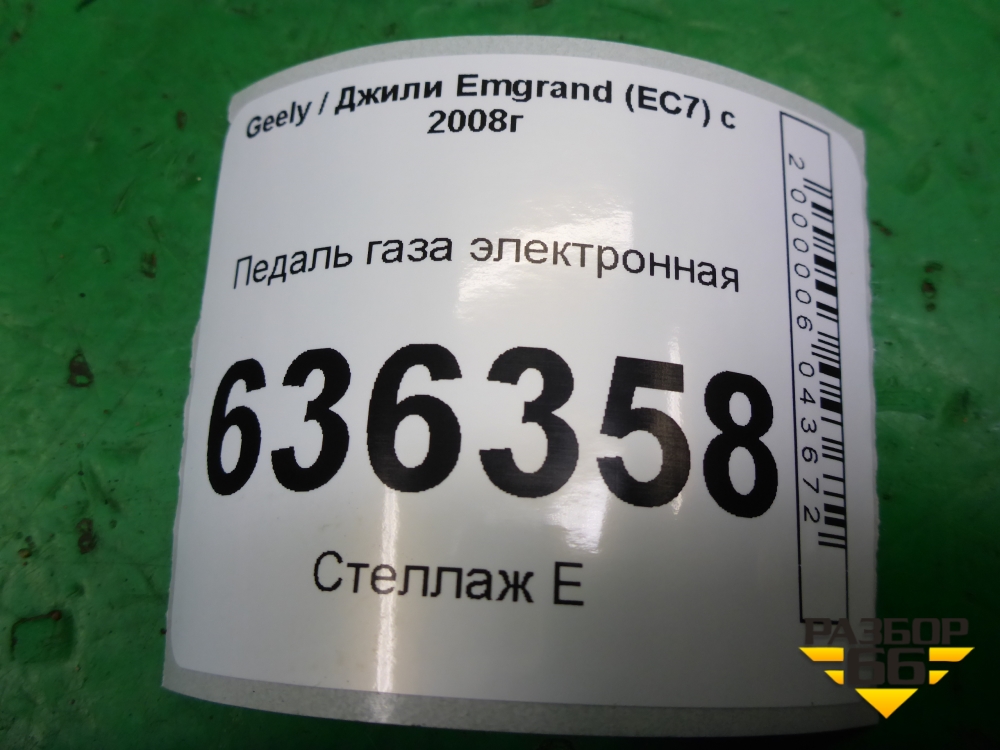 Geely / Джили Emgrand (EC7) с
2008г
Педаль газа электронная
636358
Стеллаж Е
2000006043672
РАЗБОР
66